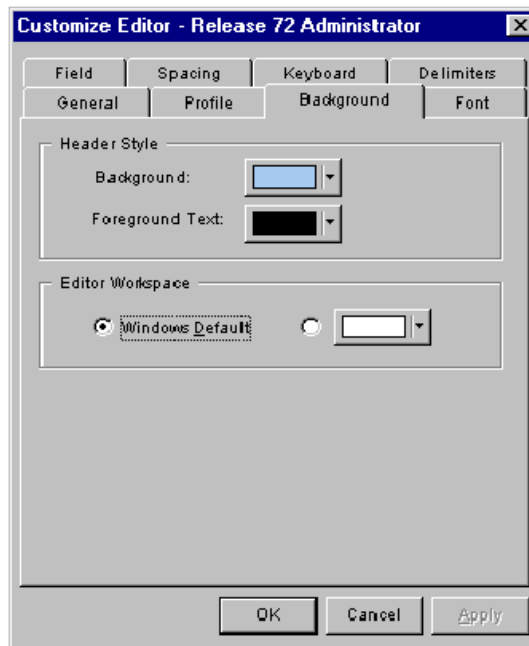 Customize Editor - Release 72 Administrator
Field Spacing Keyboard Delimiters
General Profile Background Font
Header Style
Background:
Foreground Text:
Editor Workspace
Windows Default
OK Cancel Apply